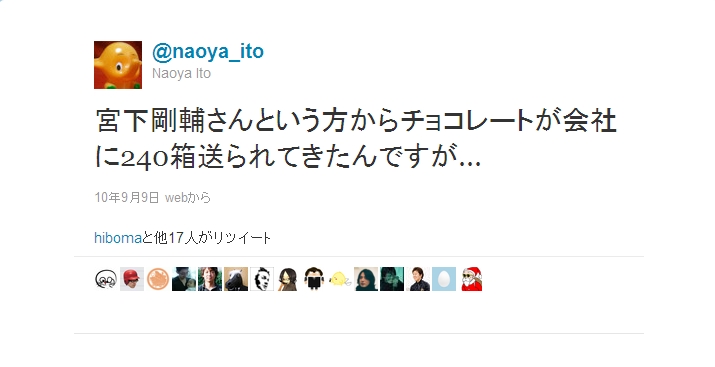 @naoya_ito
Naoya Ito
宮下剛輔さんという方からチョコレートが会社
に240箱送られてきたんですが...
10年9月9日 webから
hibomaと他17人がリツイート